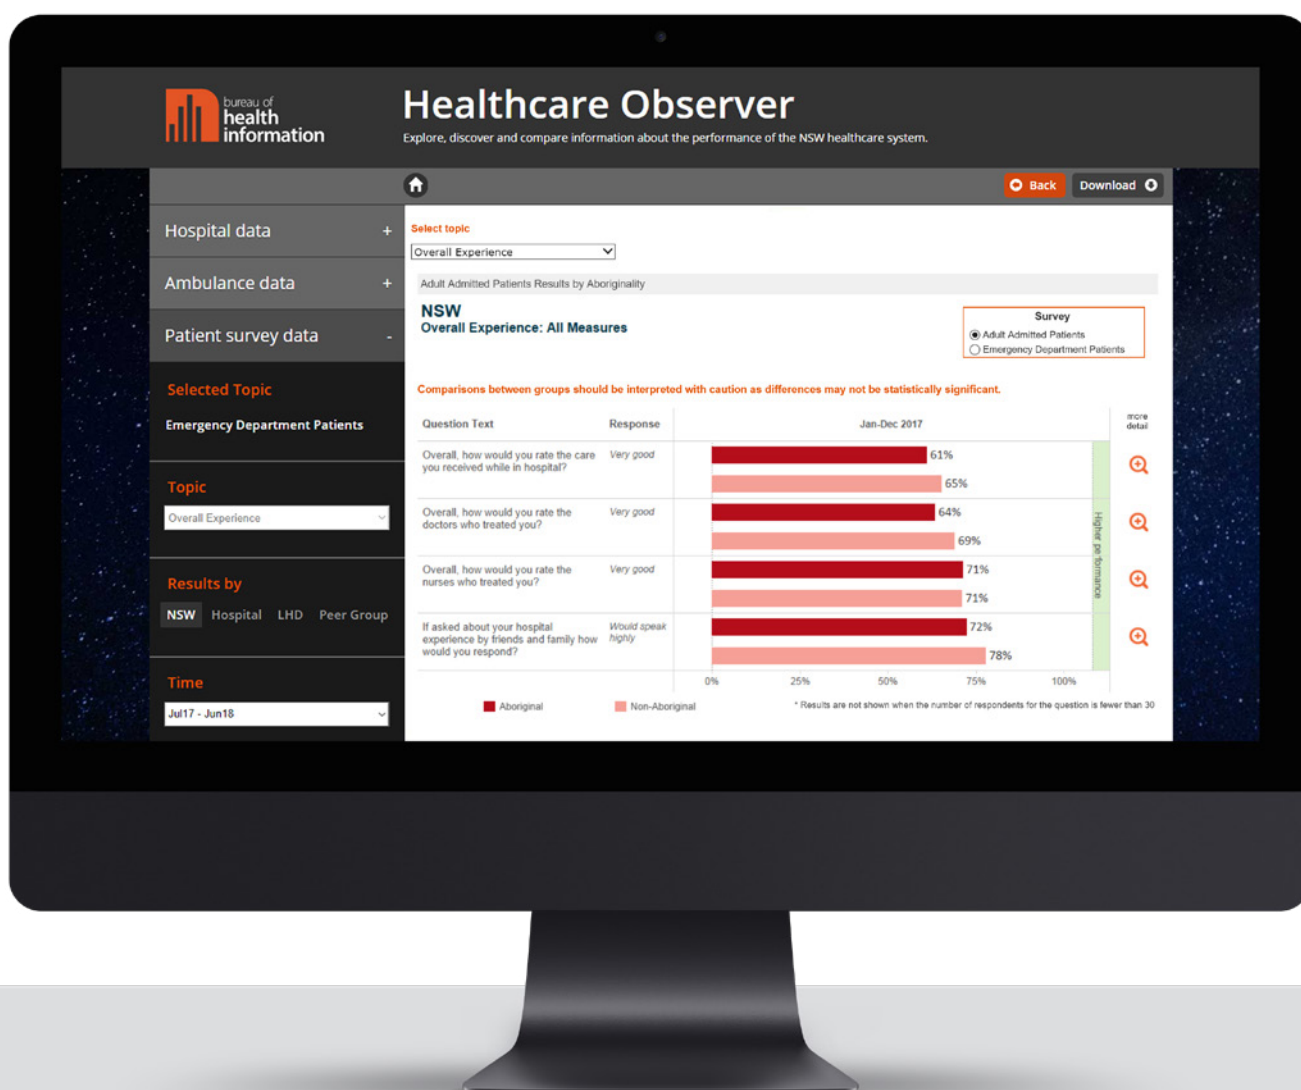 bureau of
health
information
Healthcare Observer
Explore, discover and compare information about the performance of the NSW healthcare system.
Back
Download
Hospital data +
Ambulance data +
Patient survey data -
Selected Topic
Emergency Department Patients
Topic
Overall Experience
Results by
NSW Hospital LHD Peer Group
Time
Jul17 - Jun18
Select topic
Overall Experience
Adult Admitted Patients Results by Aboriginality
NSW
Overall Experience: All Measures
Survey
Adult Admitted Patients
Emergency Department Patients
Comparisons between groups should be interpreted with caution as differences may not be statistically significant.
Question Text Response Jan-Dec 2017 more
detail
Overall, how would you rate the care Very good 61%
you received while in hospital?
65%
Overall, how would you rate the Very good 64%
doctors who treated you?
69%
Overall, how would you rate the Very good 71%
nurses who treated you?
71%
If asked about your hospital Would speak 72%
experience by friends and family how highly
would you respond?
78%
Higher performance
0% 25% 50% 75% 100%
Aboriginal Non-Aboriginal * Results are not shown when the number of respondents for the question is fewer than 30